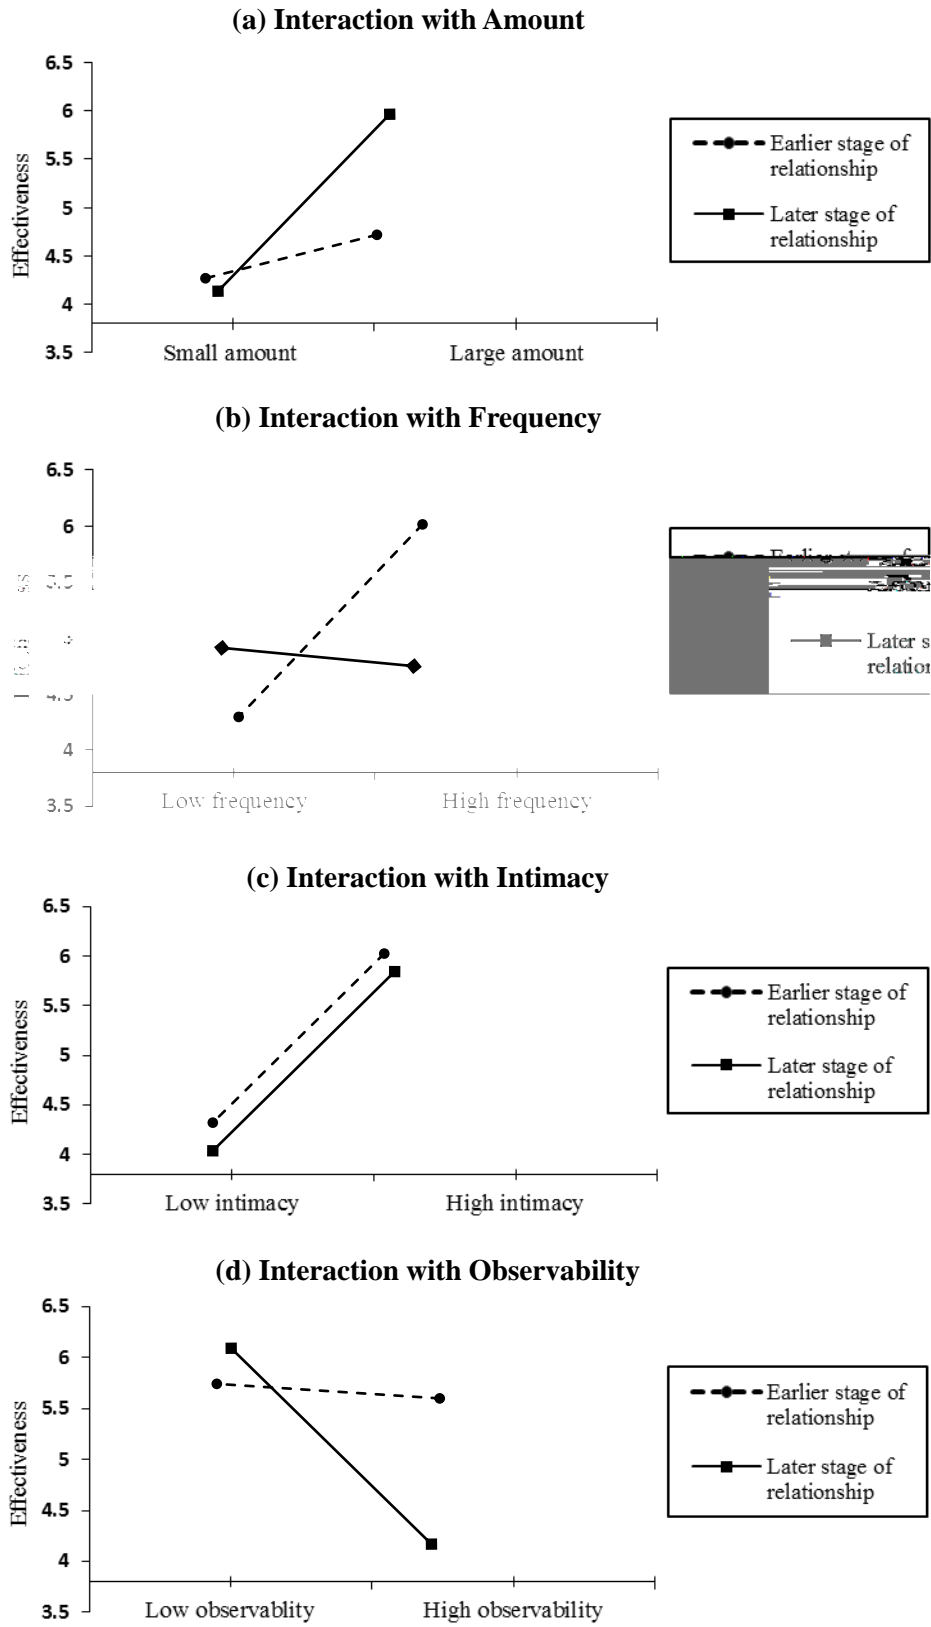 (a) Interaction with Amount
6.5
6
5.5
5
4.5
4
3.5
Effectiveness
Small amount
Large amount
Earlier stage of
relationship
Later stage of
relationship
(b) Interaction with Frequency
6.5
6
4
3.5
Low frequency
High frequency
Later s
relation
(c) Interaction with Intimacy
6.5
6
5.5
5
4.5
4
3.5
Effectiveness
Low intimacy
High intimacy
Earlier stage of
relationship
Later stage of
relationship
(d) Interaction with Observability
6.5
6
5.5
5
4.5
4
3.5
Effectiveness
Low observablity
High observability
Earlier stage of
relationship
Later stage of
relationship